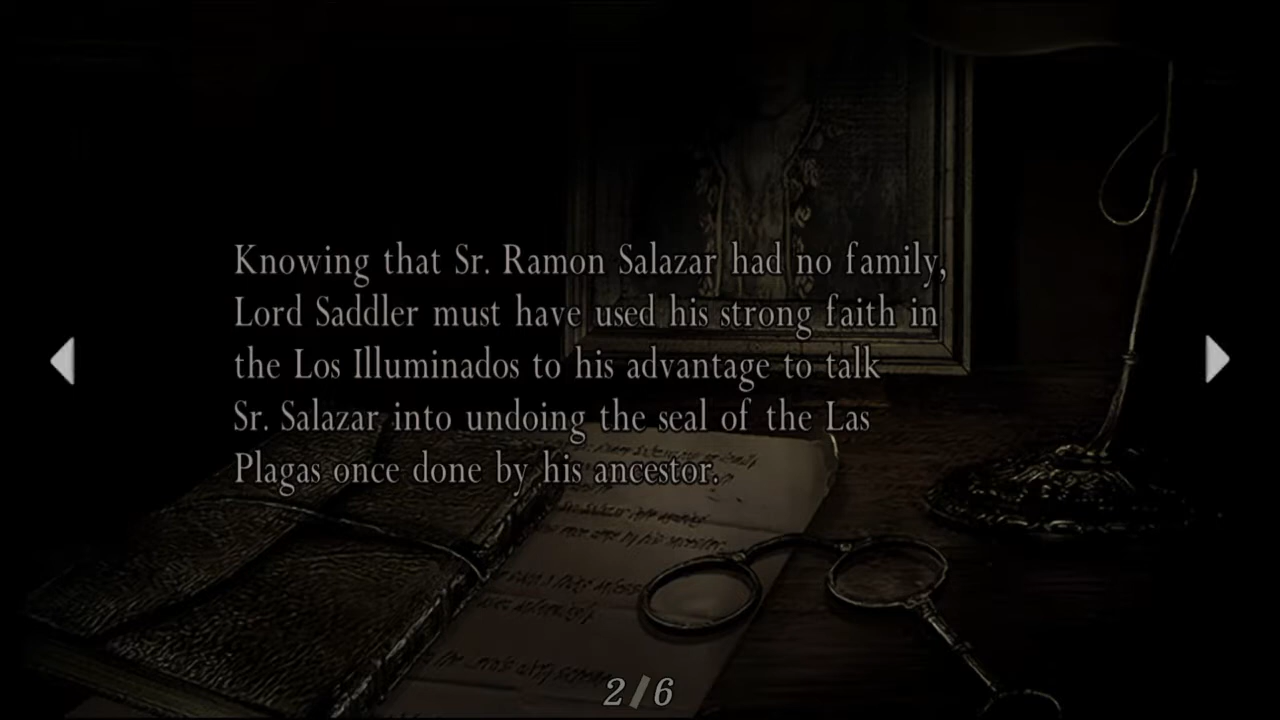 Knowing that Sr. Ramon Salazar had no family,
Lord Saddler must have used his strong faith in
the Los Illuminados to his advantage to talk
Sr. Salazar into undoing the seal of the Las
Plagas once done by his ancestor.
2/6